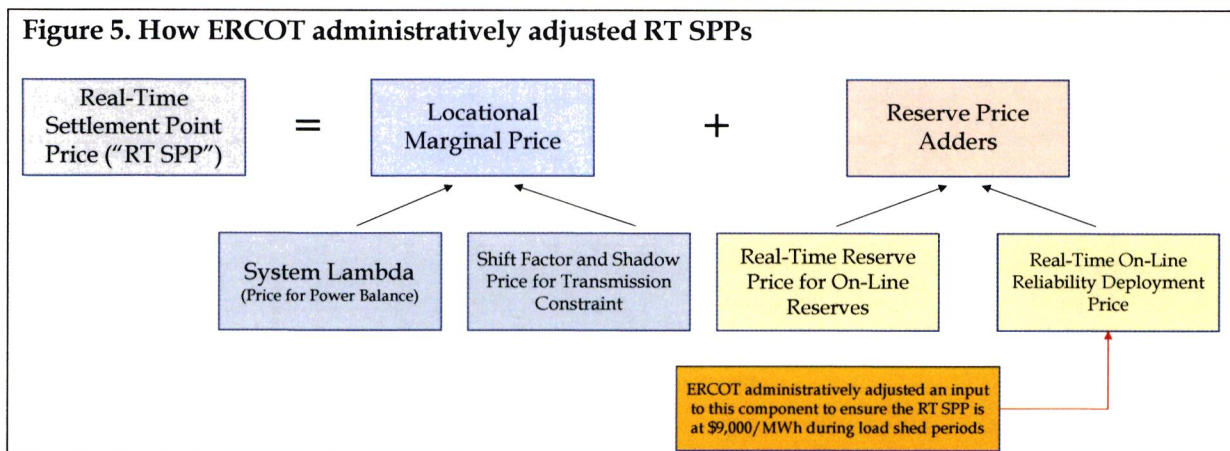 Figure 5. How ERCOT administratively adjusted RT SPPs
Real-Time
Settlement Point
Price ("RT SPP")
=
Locational
Marginal Price
+
Reserve Price
Adders
System Lambda
(Price for Power Balance)
Shift Factor and Shadow
Price for Transmission
Constraint
Real-Time Reserve
Price for On-Line
Reserves
Real-Time On-Line
Reliability Deployment
Price
ERCOT administratively adjusted an input
to this component to ensure the RT SPP is
at $9,000/MWh during load shed periods